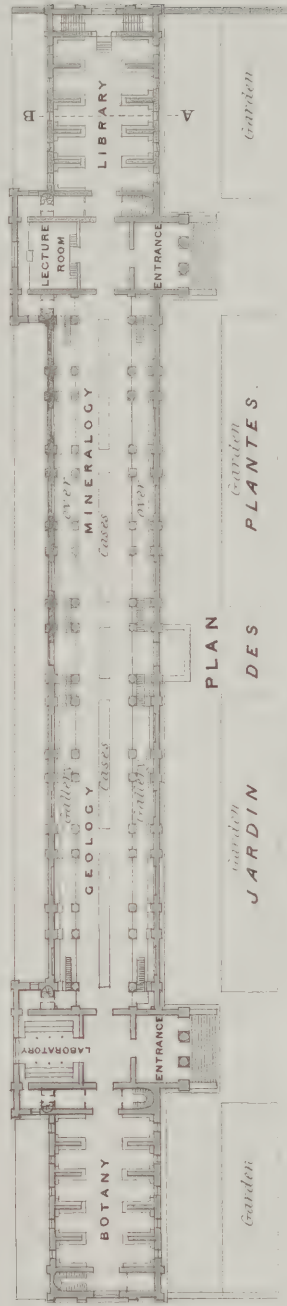 BOTANY
LABORATORY
ENTRANCE
GEOLOGY
Gallery
Gallery
Cases
MINERALOGY
over
over
Cases
LECTURE
ROOM
ENTRANCE
LIBRARY
B
A
Garden
Garden
Garden
Garden
PLAN
JARDIN DES PLANTES.